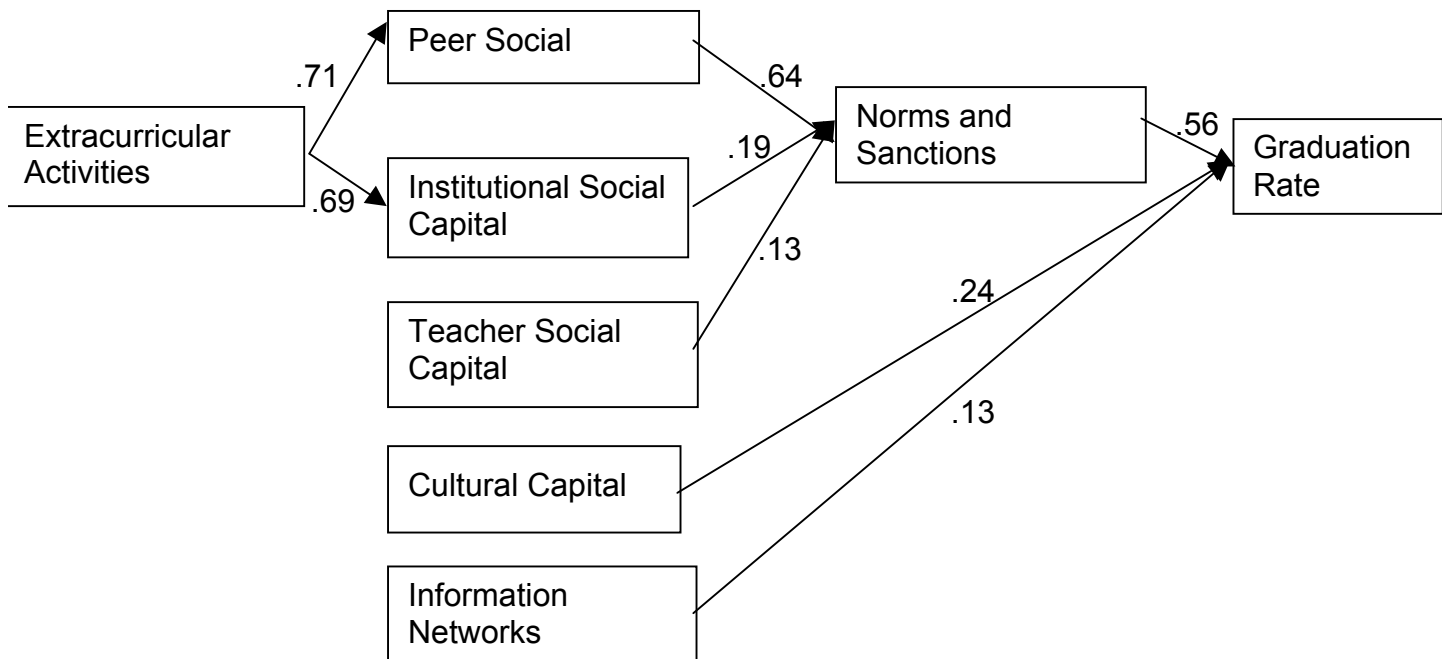 Peer Social
.71
.64
Extracurricular
Activities
Norms and
Sanctions
.56
Graduation
Rate
.19
.69
Institutional Social
Capital
.13
.24
Teacher Social
Capital
.13
Cultural Capital
Information
Networks